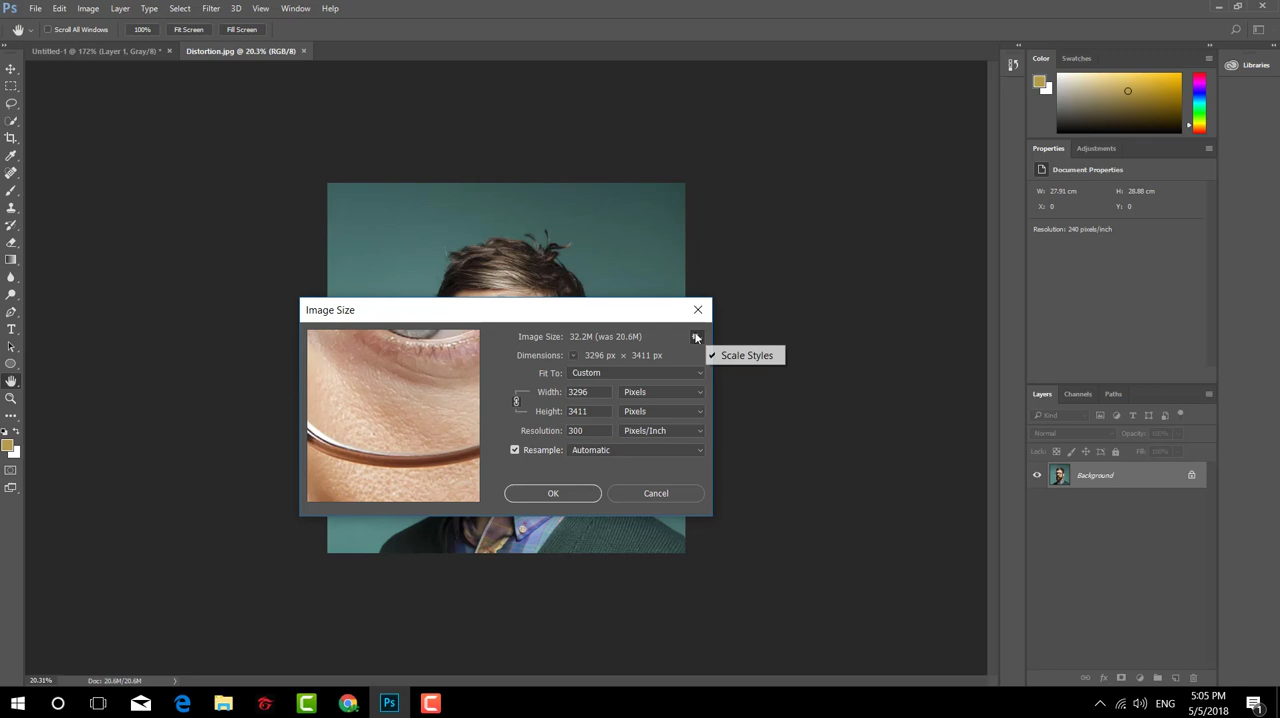 Ps File Edit Image Layer Type Select Filter 3D View Window Help
Scroll All Windows 100% Fit Screen Fill Screen
Untitled-1 @ 172% (Layer 1, Gray/8) * × Distortion.jpg @ 20.3% (RGB/8) ×
Color Swatches
Libraries
Properties Adjustments
Document Properties
W: 27.91 cm H: 28.88 cm
X: 0 Y: 0
Resolution: 240 pixels/inch
Image Size
Image Size: 32.2M (was 20.6M)
Scale Styles
Dimensions: 3296 px × 3411 px
Fit To: Custom
Width: 3296 Pixels
Height: 3411 Pixels
Resolution: 300 Pixels/Inch
Resample: Automatic
OK Cancel
Layers Channels Paths
Kind
Normal Opacity: 100%
Lock: Fill: 100%
Background
20.31% Doc: 20.6M/20.6M
Ps
ENG
5:05 PM
5/5/2018
1